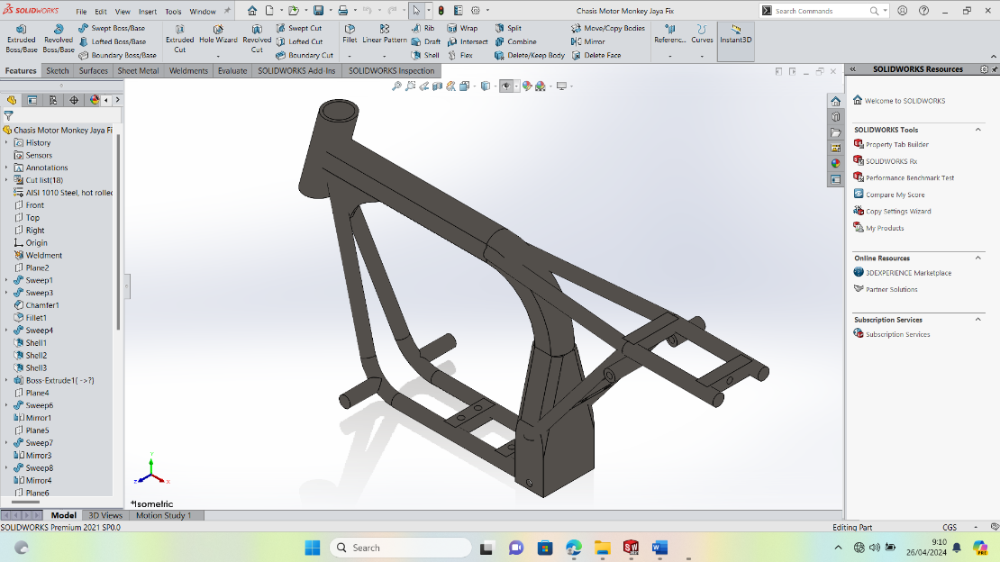 SOLIDWORKS
File Edit View Insert Tools Window
Chasis Motor Monkey Jaya Fix
Search Commands
Extruded Boss/Base
Revolved Boss/Base
Swept Boss/Base
Lofted Boss/Base
Boundary Boss/Base
Extruded Cut
Hole Wizard
Revolved Cut
Swept Cut
Lofted Cut
Boundary Cut
Fillet
Linear Pattern
Rib
Draft
Shell
Wrap
Intersect
Flex
Split
Combine
Delete/Keep Body
Move/Copy Bodies
Mirror
Delete Face
Referenc...
Curves
Instant3D
Features Sketch Surfaces Sheet Metal Weldments Evaluate SOLIDWORKS Add-Ins SOLIDWORKS Inspection
Chasis Motor Monkey Jaya Fi
History
Sensors
Annotations
Cut list(18)
AISI 1010 Steel, hot rolled
Front
Top
Right
Origin
Weldment
Plane2
Sweep1
Sweep3
Chamfer1
Fillet1
Sweep4
Shell1
Shell2
Shell3
Boss-Extrude1( ->?)
Plane4
Sweep6
Mirror1
Plane5
Sweep7
Mirror3
Sweep8
Mirror4
Plane6
Y
Z
X
*Isometric
SOLIDWORKS Resources
Welcome to SOLIDWORKS
SOLIDWORKS Tools
Property Tab Builder
SOLIDWORKS Rx
Performance Benchmark Test
Compare My Score
Copy Settings Wizard
My Products
Online Resources
3DEXPERIENCE Marketplace
Partner Solutions
Subscription Services
Subscription Services
Model 3D Views Motion Study 1
SOLIDWORKS Premium 2021 SP0.0
Editing Part
CGS
Search
9:10
26/04/2024